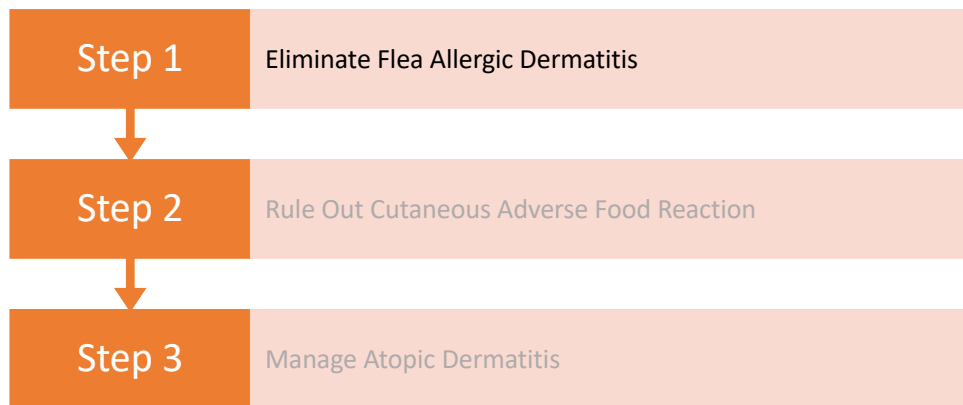 Step 1
Eliminate Flea Allergic Dermatitis
Step 2
Rule Out Cutaneous Adverse Food Reaction
Step 3
Manage Atopic Dermatitis